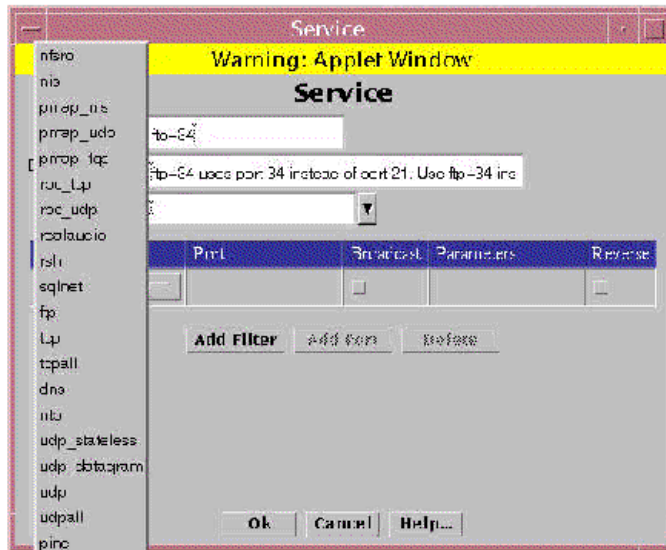 Service
Warning: Applet Window
Service
nfsro
nis
pmap_nis
pmap_udp
pmap_tcp
rpc_tcp
rpc_udp
realaudio
rsh
sqlnet
ftp
tcp
tcpall
dns
ntp
udp_stateless
udp_datagram
udp
udpall
ping
ftp-34
ftp-34 uses port 34 instead of port 21. Use ftp-34 ins
Port Broadcast Parameters Reverse
Add Filter Add Port Delete
Ok Cancel Help...